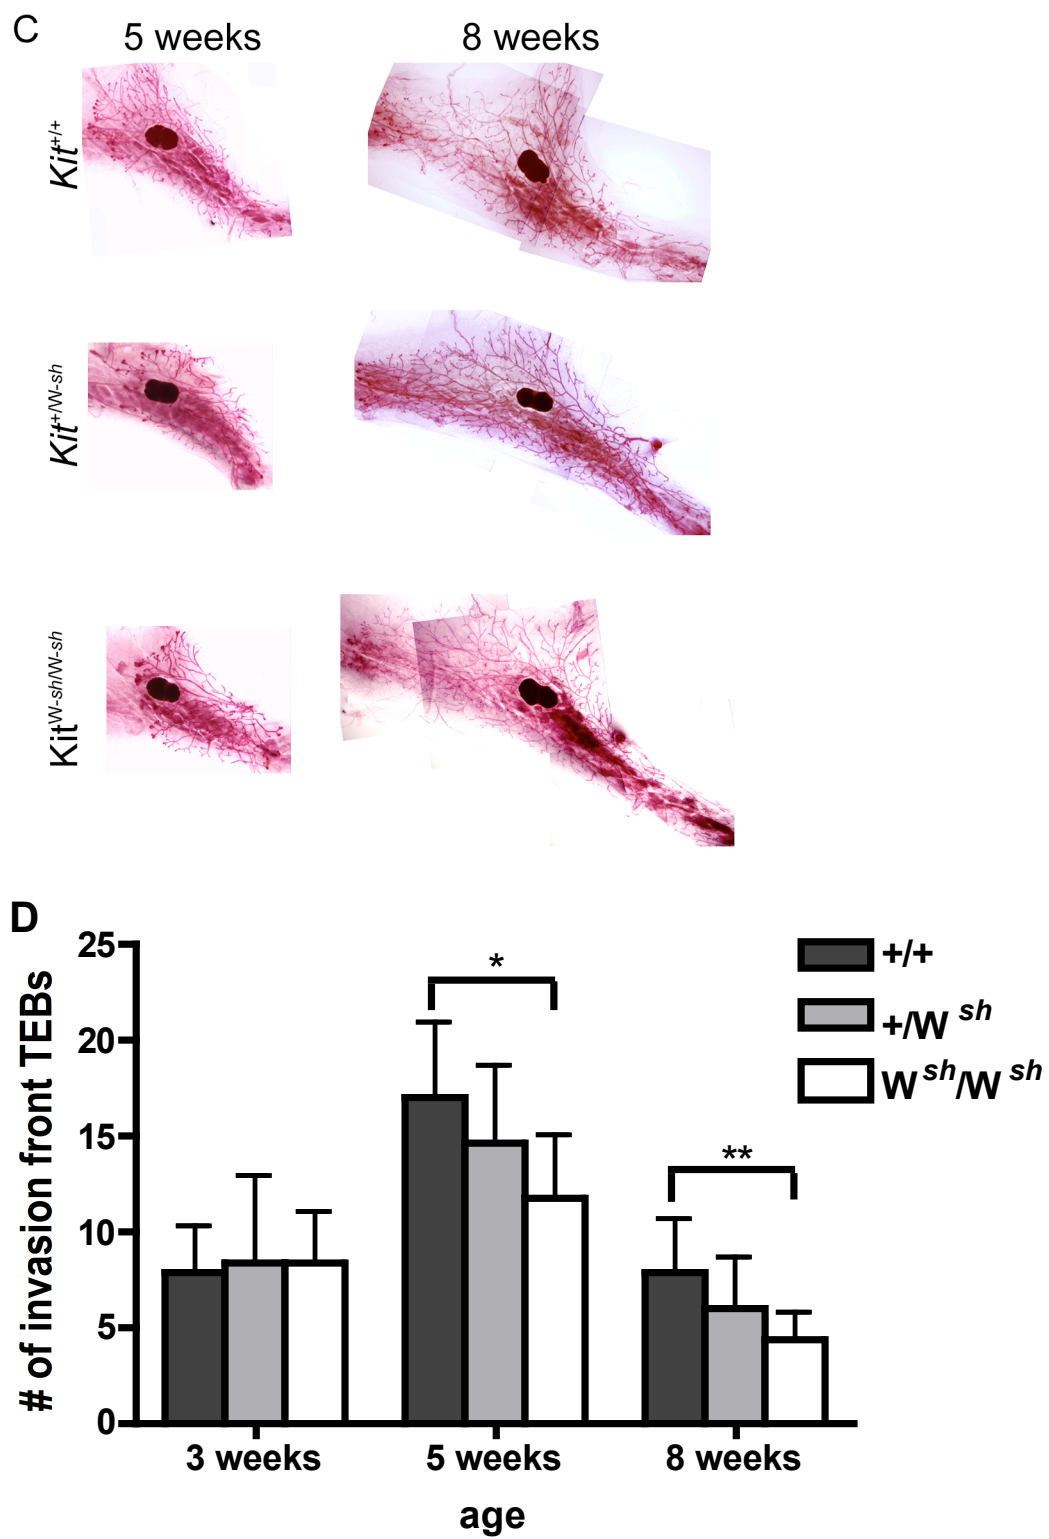 C
5 weeks 8 weeks
Kit+/+
Kit+/W-sh
KitW-sh/W-sh
D
# of invasion front TEBs
25
20
15
10
5
0
*
**
+/+
+/W sh
W sh/W sh
3 weeks 5 weeks 8 weeks
age